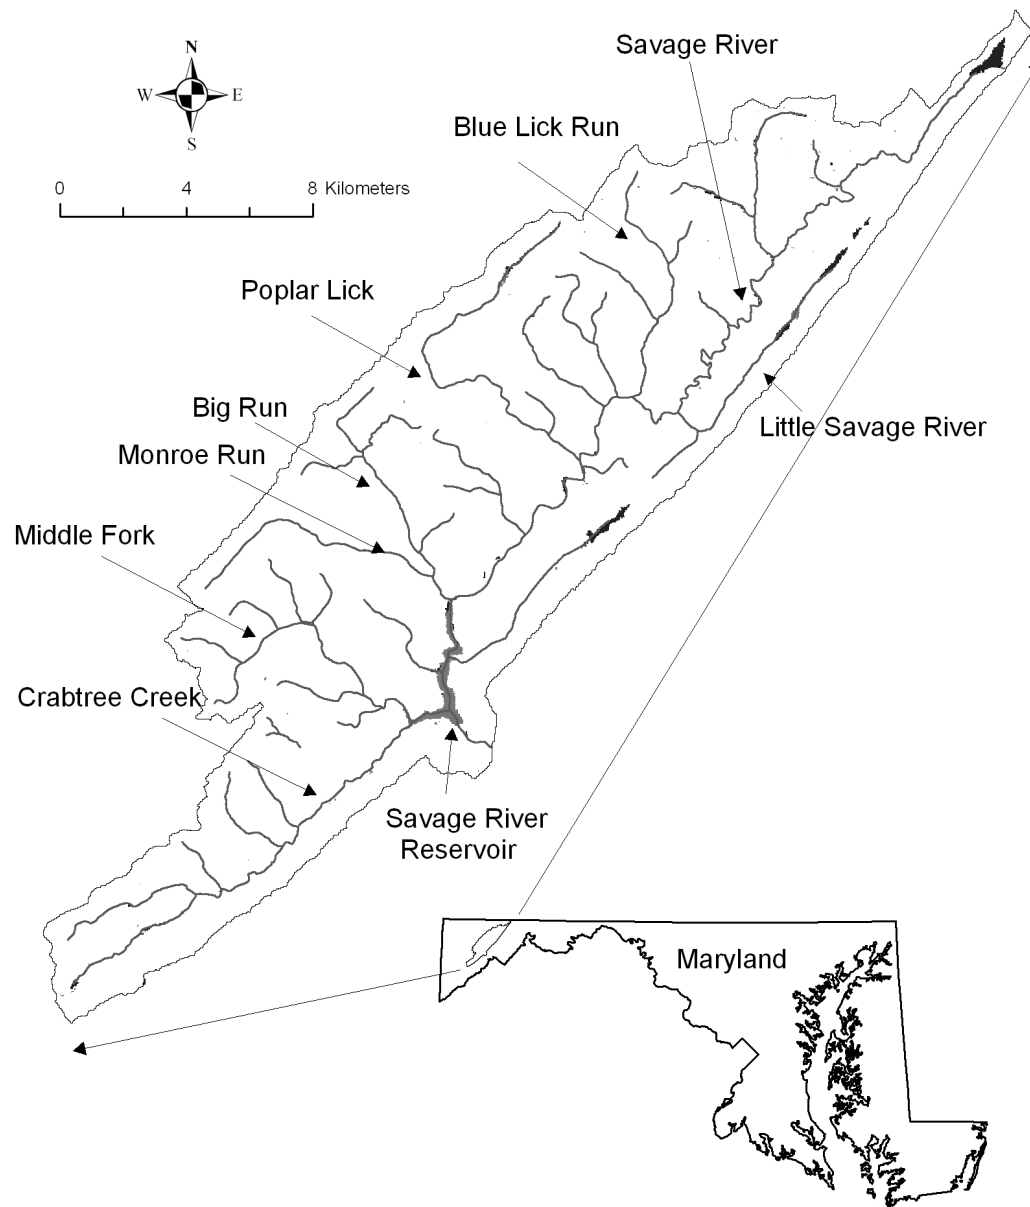 Savage River
N
W E
S
Blue Lick Run
0 4 8 Kilometers
Poplar Lick
Big Run
Little Savage River
Monroe Run
Middle Fork
Crabtree Creek
Savage River
Reservoir
Maryland